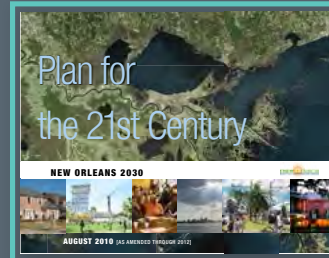 Plan for
the 21st Century
NEW ORLEANS 2030
AUGUST 2010 [AS AMENDED THROUGH 2012]